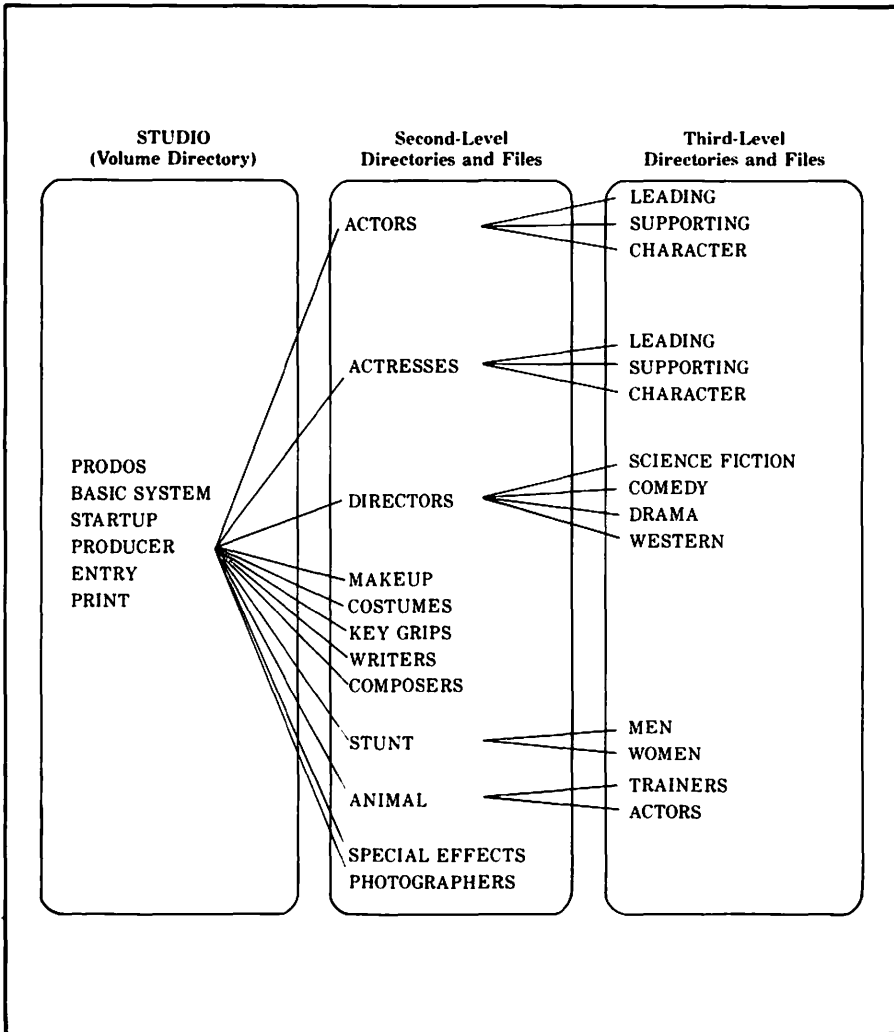 STUDIO
(Volume Directory)
PRODOS
BASIC SYSTEM
STARTUP
PRODUCER
ENTRY
PRINT
Second-Level
Directories and Files
ACTORS
ACTRESSES
DIRECTORS
MAKEUP
COSTUMES
KEY GRIPS
WRITERS
COMPOSERS
STUNT
ANIMAL
SPECIAL EFFECTS
PHOTOGRAPHERS
Third-Level
Directories and Files
LEADING
SUPPORTING
CHARACTER
LEADING
SUPPORTING
CHARACTER
SCIENCE FICTION
COMEDY
DRAMA
WESTERN
MEN
WOMEN
TRAINERS
ACTORS